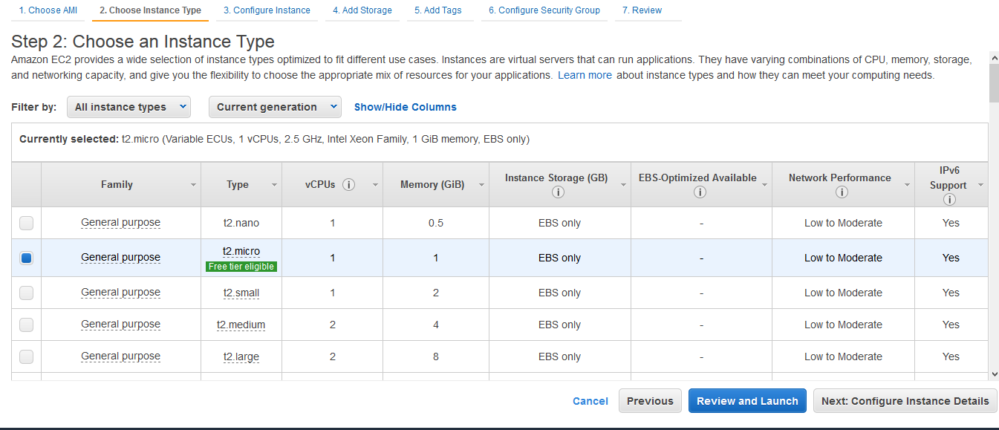 1. Choose AMI 2. Choose Instance Type 3. Configure Instance 4. Add Storage 5. Add Tags 6. Configure Security Group 7. Review
Step 2: Choose an Instance Type
Amazon EC2 provides a wide selection of instance types optimized to fit different use cases. Instances are virtual servers that can run applications. They have varying combinations of CPU, memory, storage,
and networking capacity, and give you the flexibility to choose the appropriate mix of resources for your applications. Learn more about instance types and how they can meet your computing needs.
Filter by: All instance types Current generation Show/Hide Columns
Currently selected: t2.micro (Variable ECUs, 1 vCPUs, 2.5 GHz, Intel Xeon Family, 1 GiB memory, EBS only)
Family Type vCPUs i Memory (GiB) Instance Storage (GB) i EBS-Optimized Available i Network Performance i IPv6 Support i
General purpose t2.nano 1 0.5 EBS only - Low to Moderate Yes
General purpose t2.micro 1 1 EBS only - Low to Moderate Yes
Free tier eligible
General purpose t2.small 1 2 EBS only - Low to Moderate Yes
General purpose t2.medium 2 4 EBS only - Low to Moderate Yes
General purpose t2.large 2 8 EBS only - Low to Moderate Yes
Cancel Previous Review and Launch Next: Configure Instance Details